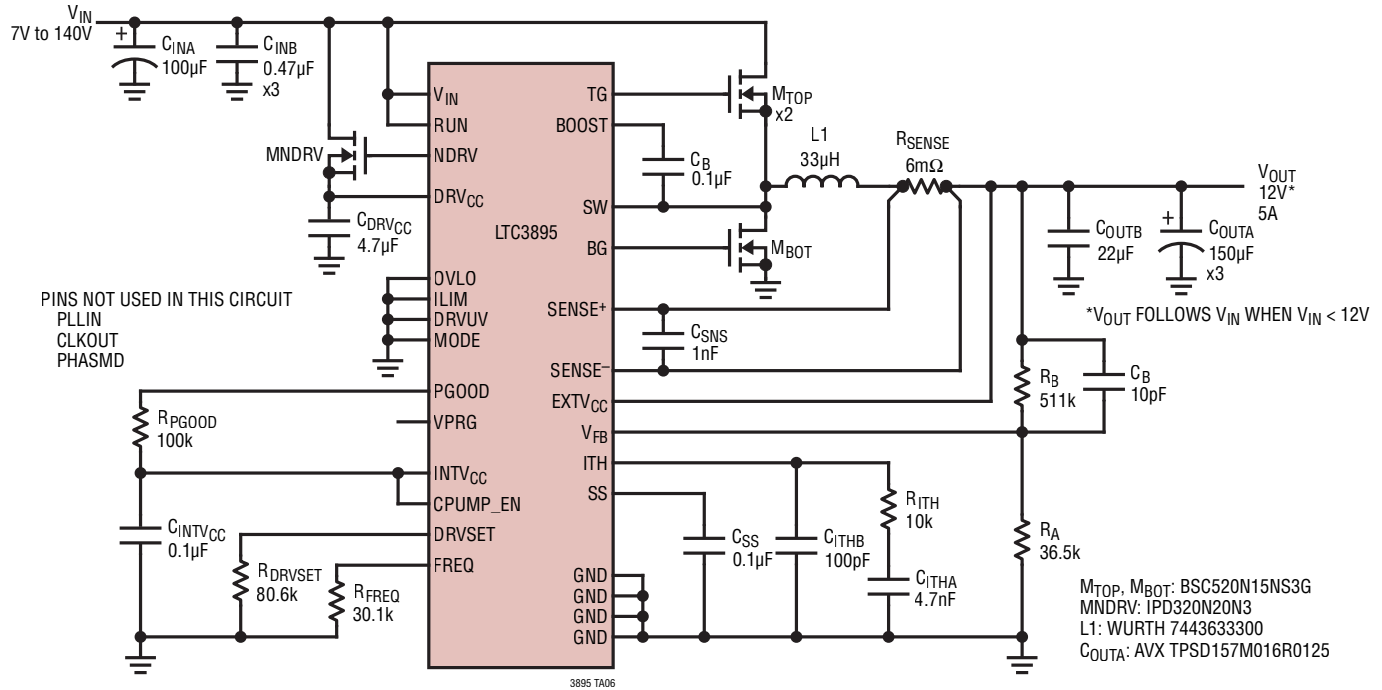 VIN
7V to 140V
CINA
100µF
CINB
0.47µF
x3
MNDRV
CDRVCC
4.7µF
PINS NOT USED IN THIS CIRCUIT
PLLIN
CLKOUT
PHASMD
RPGOOD
100k
CINTVCC
0.1µF
RDRVSET
80.6k
RFREQ
30.1k
VIN
RUN
NDRV
DRVCC
OVLO
ILIM
DRVUV
MODE
PGOOD
VPRG
INTVCC
CPUMP_EN
DRVSET
FREQ
LTC3895
TG
BOOST
SW
BG
SENSE+
SENSE–
EXTVCC
VFB
ITH
SS
GND
GND
GND
GND
MTOP
x2
CB
0.1µF
L1
33µH
RSENSE
6mΩ
MBOT
CSNS
1nF
VOUT
12V*
5A
COUTB
22µF
+
COUTA
150µF
x3
*VOUT FOLLOWS VIN WHEN VIN < 12V
RB
511k
CB
10pF
RITH
10k
CSS
0.1µF
CITHB
100pF
CITHA
4.7nF
RA
36.5k
MTOP, MBOT: BSC520N15NS3G
MNDRV: IPD320N20N3
L1: WURTH 7443633300
COUTA: AVX TPSD157M016R0125
3895 TA06